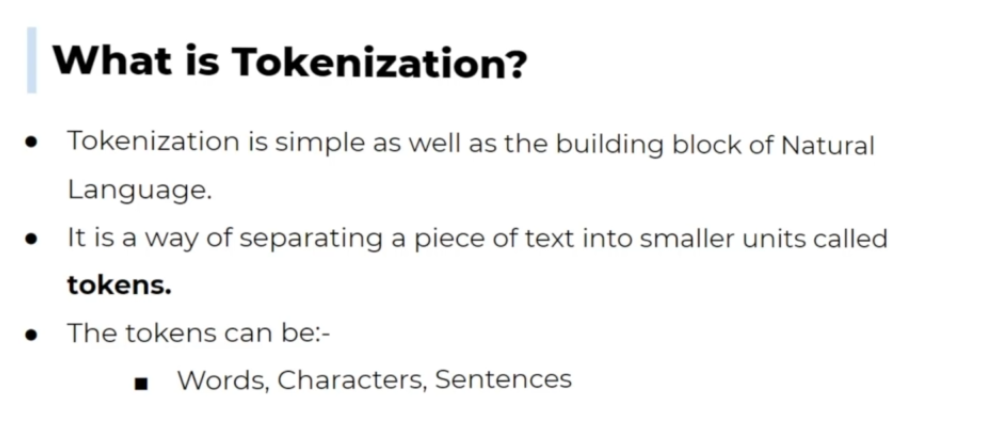 What is Tokenization?
● Tokenization is simple as well as the building block of Natural
Language.
● It is a way of separating a piece of text into smaller units called
tokens.
● The tokens can be:-
■ Words, Characters, Sentences